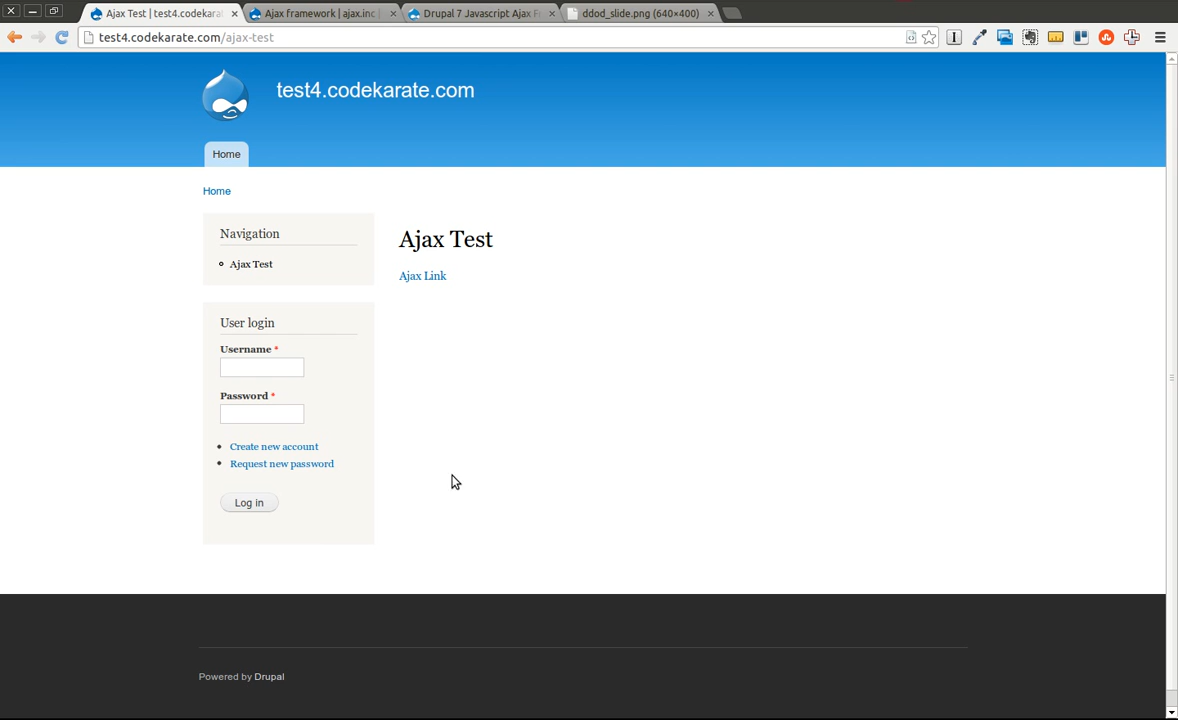 Ajax Test | test4.codekara
Ajax framework | ajax.inc |
Drupal 7 Javascript Ajax F
ddod_slide.png (640×400)
test4.codekarate.com/ajax-test
test4.codekarate.com
Home
Home
Navigation
Ajax Test
User login
Username *
Password *
Create new account
Request new password
Log in
Ajax Test
Ajax Link
Powered by Drupal